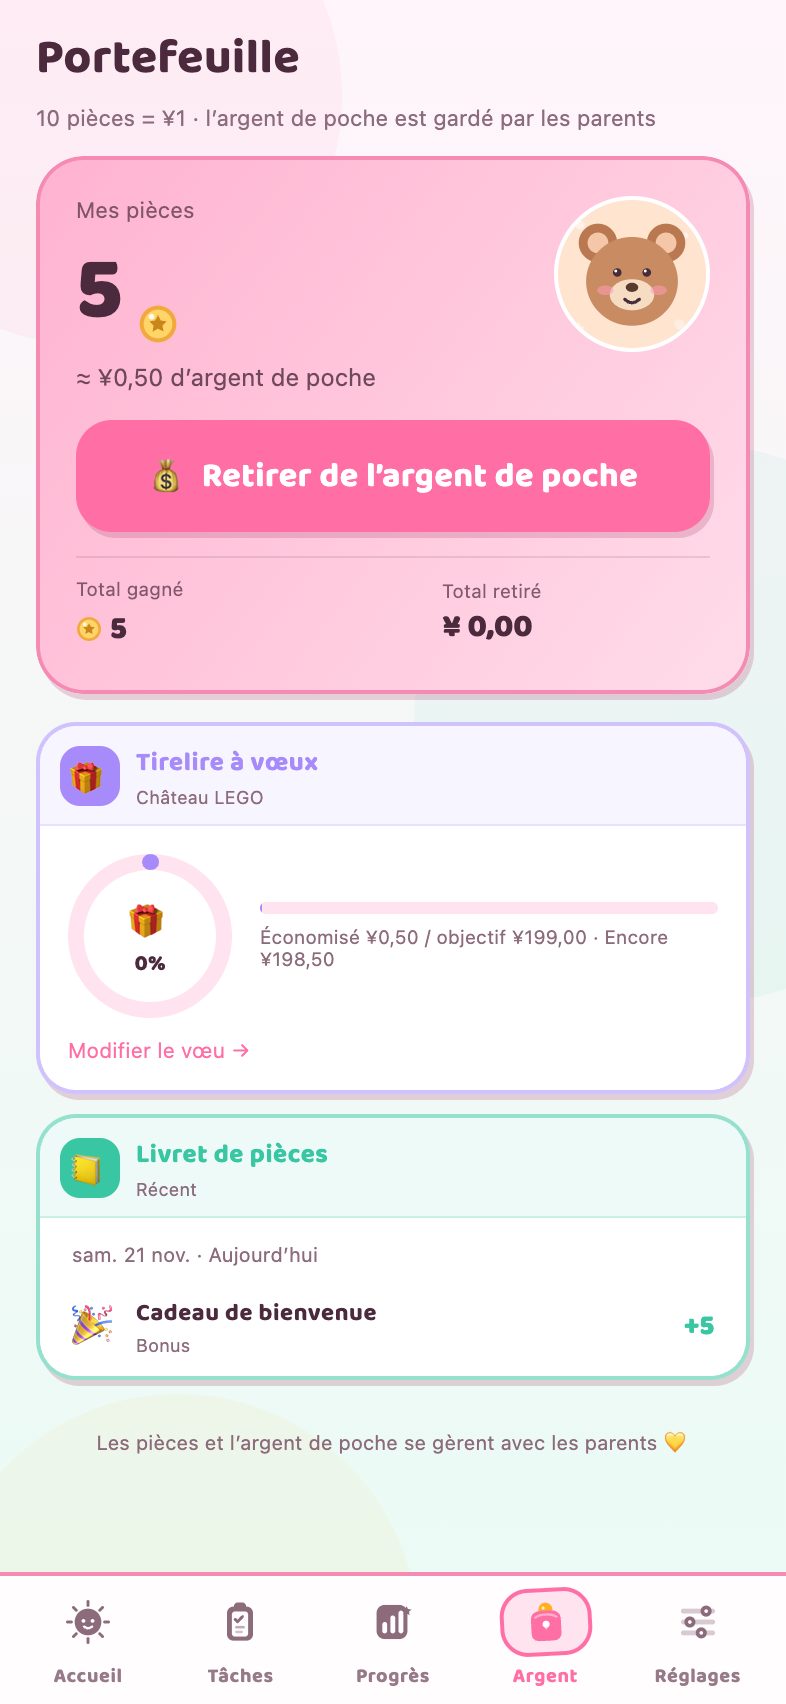 Portefeuille
10 pièces = ¥1 · l’argent de poche est gardé par les parents
Mes pièces
5
≈ ¥0,50 d’argent de poche
Retirer de l’argent de poche
Total gagné
5
Total retiré
¥ 0,00
Tirelire à vœux
Château LEGO
0%
Économisé ¥0,50 / objectif ¥199,00 · Encore
¥198,50
Modifier le vœu →
Livret de pièces
Récent
sam. 21 nov. · Aujourd’hui
Cadeau de bienvenue
Bonus
+5
Les pièces et l’argent de poche se gèrent avec les parents 💛
Accueil
Tâches
Progrès
Argent
Réglages